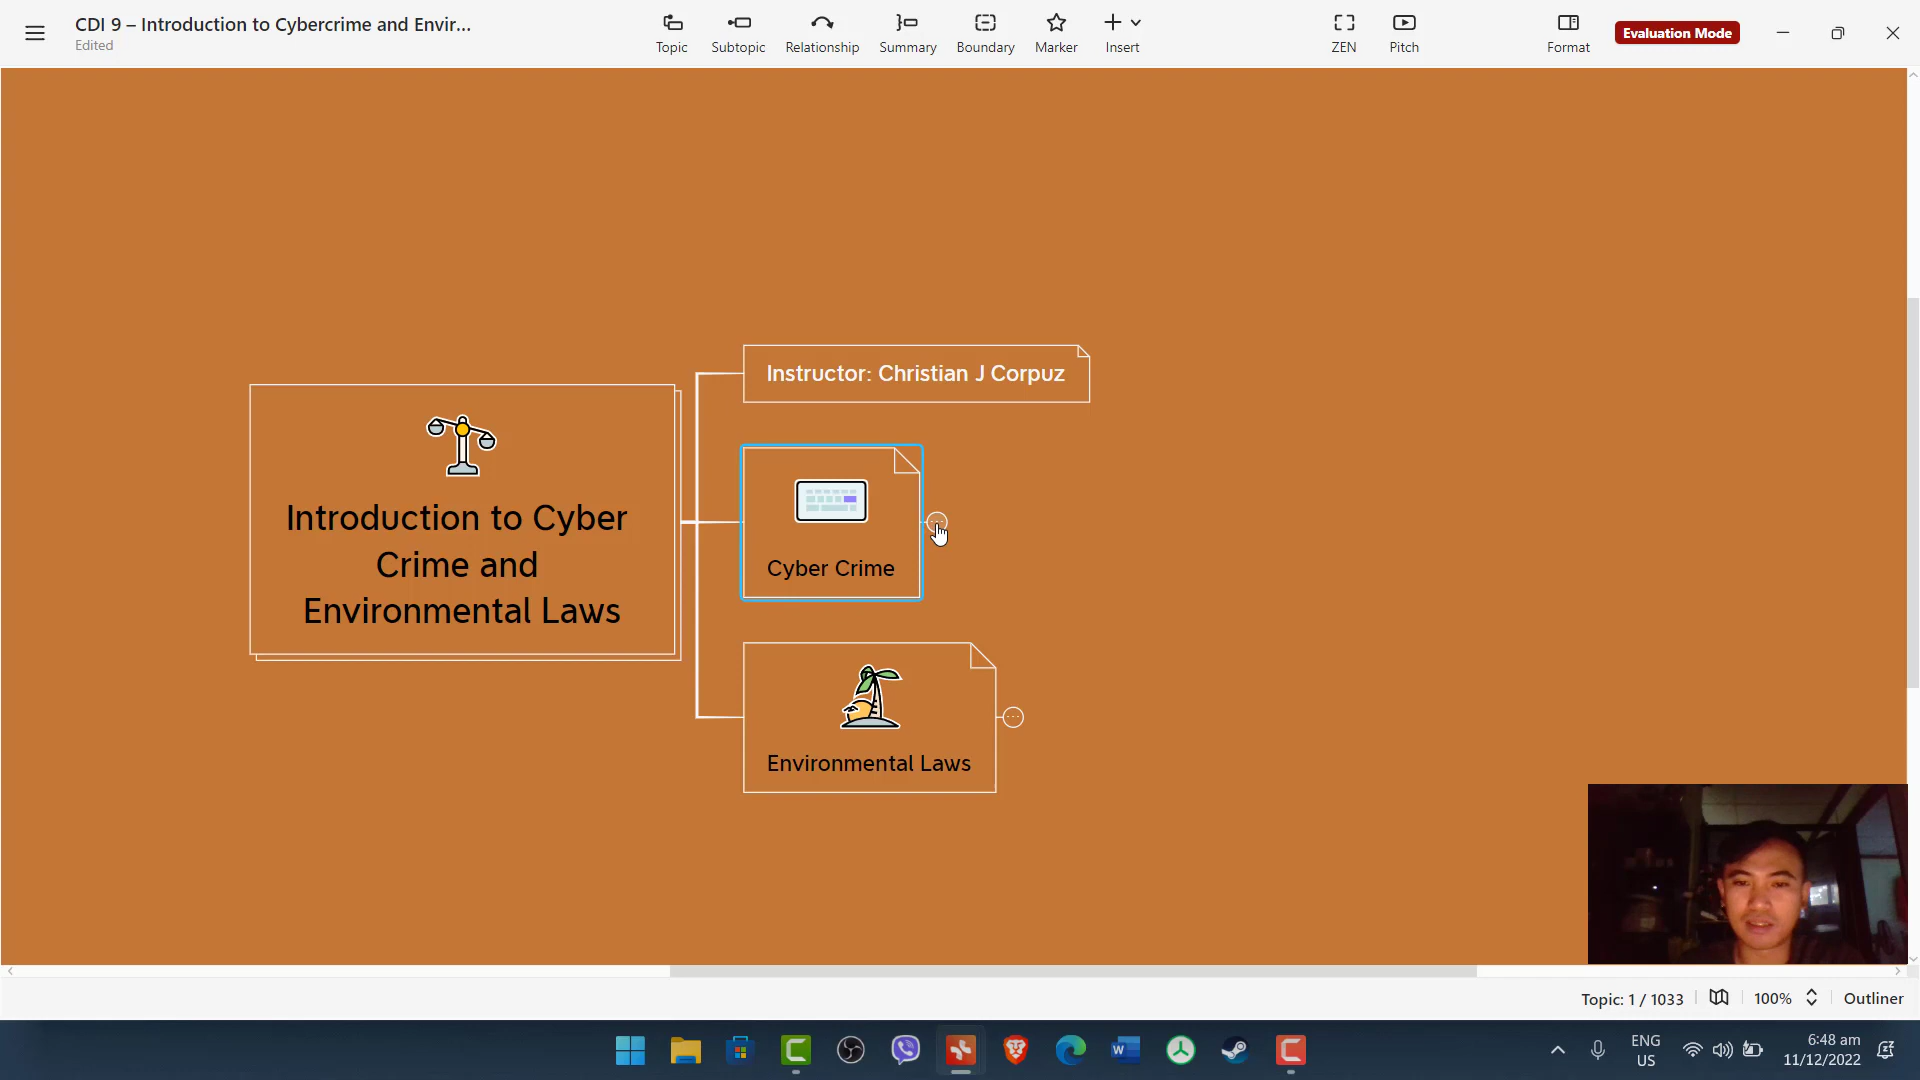 CDI 9 – Introduction to Cybercrime and Envir...
Edited
Topic
Subtopic
Relationship
Summary
Boundary
Marker
Insert
ZEN
Pitch
Format
Evaluation Mode
Instructor: Christian J Corpuz
Introduction to Cyber
Crime and
Environmental Laws
Cyber Crime
Environmental Laws
Topic: 1 / 1033
100%
Outliner
ENG
US
6:48 am
11/12/2022